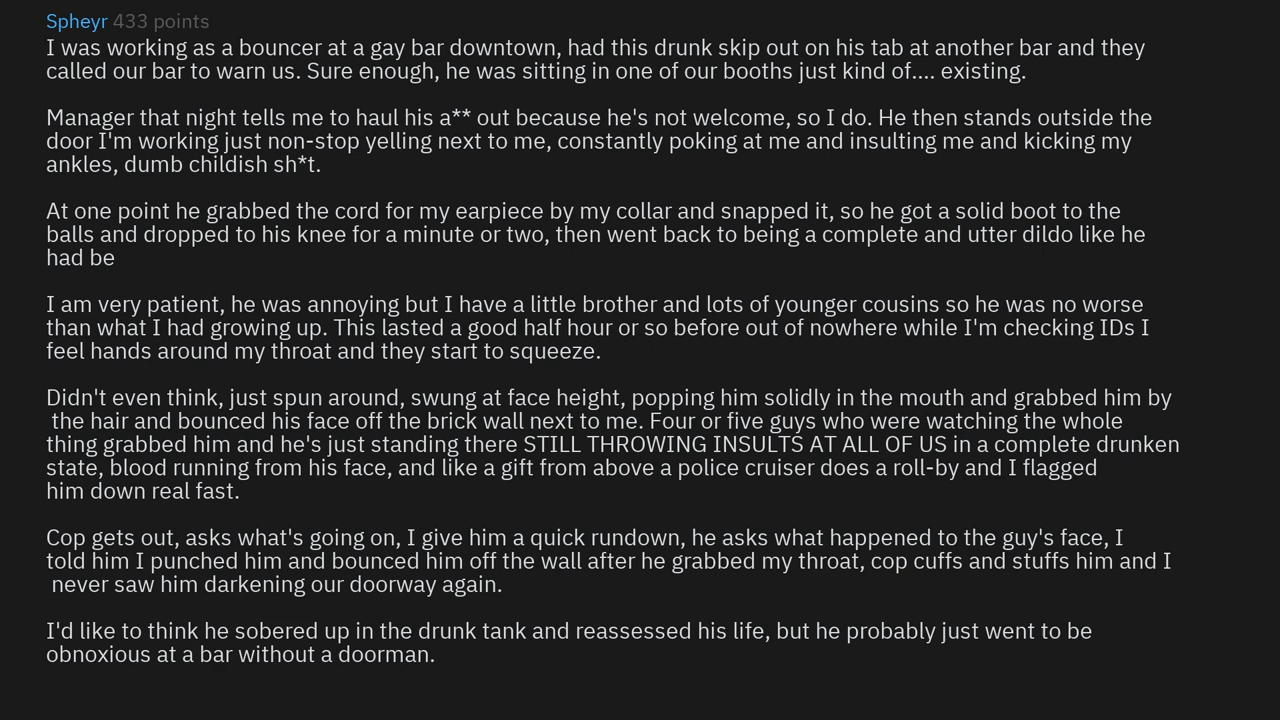 Spheyr 433 points
I was working as a bouncer at a gay bar downtown, had this drunk skip out on his tab at another bar and they
called our bar to warn us. Sure enough, he was sitting in one of our booths just kind of.... existing.
Manager that night tells me to haul his a** out because he's not welcome, so I do. He then stands outside the
door I'm working just non-stop yelling next to me, constantly poking at me and insulting me and kicking my
ankles, dumb childish sh*t.
At one point he grabbed the cord for my earpiece by my collar and snapped it, so he got a solid boot to the
balls and dropped to his knee for a minute or two, then went back to being a complete and utter dildo like he
had be
I am very patient, he was annoying but I have a little brother and lots of younger cousins so he was no worse
than what I had growing up. This lasted a good half hour or so before out of nowhere while I'm checking IDs I
feel hands around my throat and they start to squeeze.
Didn't even think, just spun around, swung at face height, popping him solidly in the mouth and grabbed him by
the hair and bounced his face off the brick wall next to me. Four or five guys who were watching the whole
thing grabbed him and he's just standing there STILL THROWING INSULTS AT ALL OF US in a complete drunken
state, blood running from his face, and like a gift from above a police cruiser does a roll-by and I flagged
him down real fast.
Cop gets out, asks what's going on, I give him a quick rundown, he asks what happened to the guy's face, I
told him I punched him and bounced him off the wall after he grabbed my throat, cop cuffs and stuffs him and I
never saw him darkening our doorway again.
I'd like to think he sobered up in the drunk tank and reassessed his life, but he probably just went to be
obnoxious at a bar without a doorman.